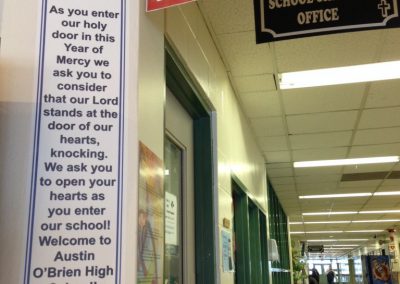 As you enter
our holy
door in this
Year of
Mercy we
ask you to
consider
that our Lord
stands at the
door of our
hearts,
knocking.
We ask you
to open your
hearts as
you enter
our school!
Welcome to
Austin
O'Brien High
SCHOOL
OFFICE